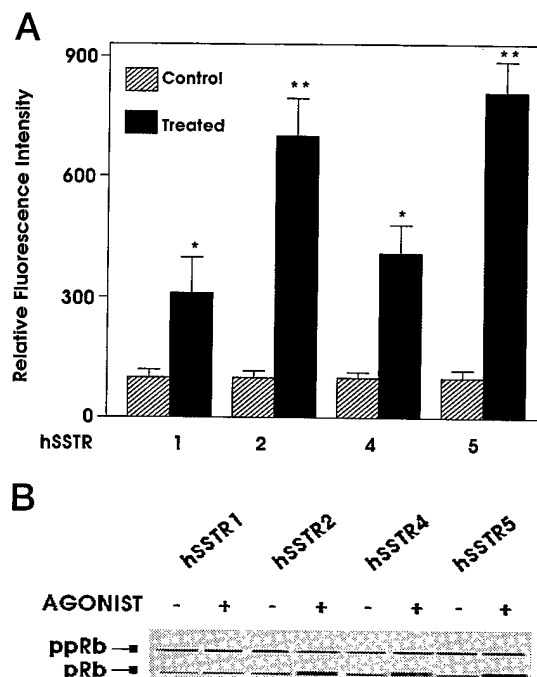 A
900
Control
Treated
600
300
0
Relative Fluorescence Intensity
* ** * **
hSSTR 1 2 4 5
B
hSSTR1 hSSTR2 hSSTR4 hSSTR5
AGONIST - + - + - + - +
ppRb
pRb